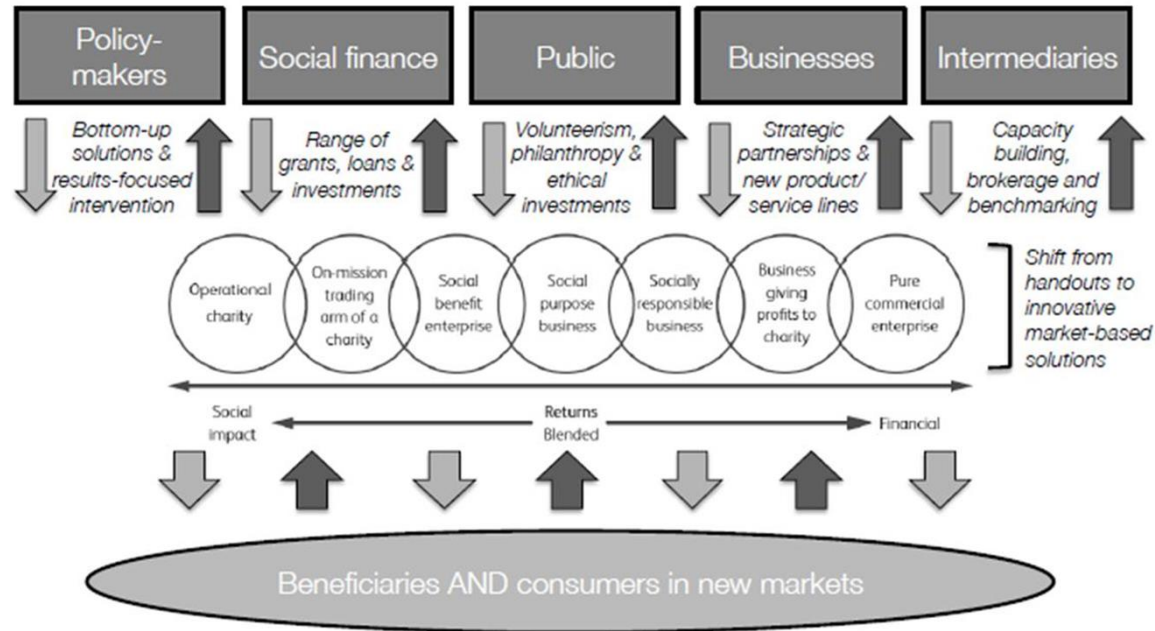 Policy-
makers
Social finance
Public
Businesses
Intermediaries
Bottom-up
solutions &
results-focused
intervention
Range of
grants, loans &
investments
Volunteerism,
philanthropy &
ethical
investments
Strategic
partnerships &
new product/
service lines
Capacity
building,
brokerage and
benchmarking
Operational
charity
On-mission
trading
arm of a
charity
Social
benefit
enterprise
Social
purpose
business
Socially
responsible
business
Business
giving
profits to
charity
Pure
commercial
enterprise
Shift from
handouts to
innovative
market-based
solutions
Social
impact
Returns
Blended
Financial
Beneficiaries AND consumers in new markets